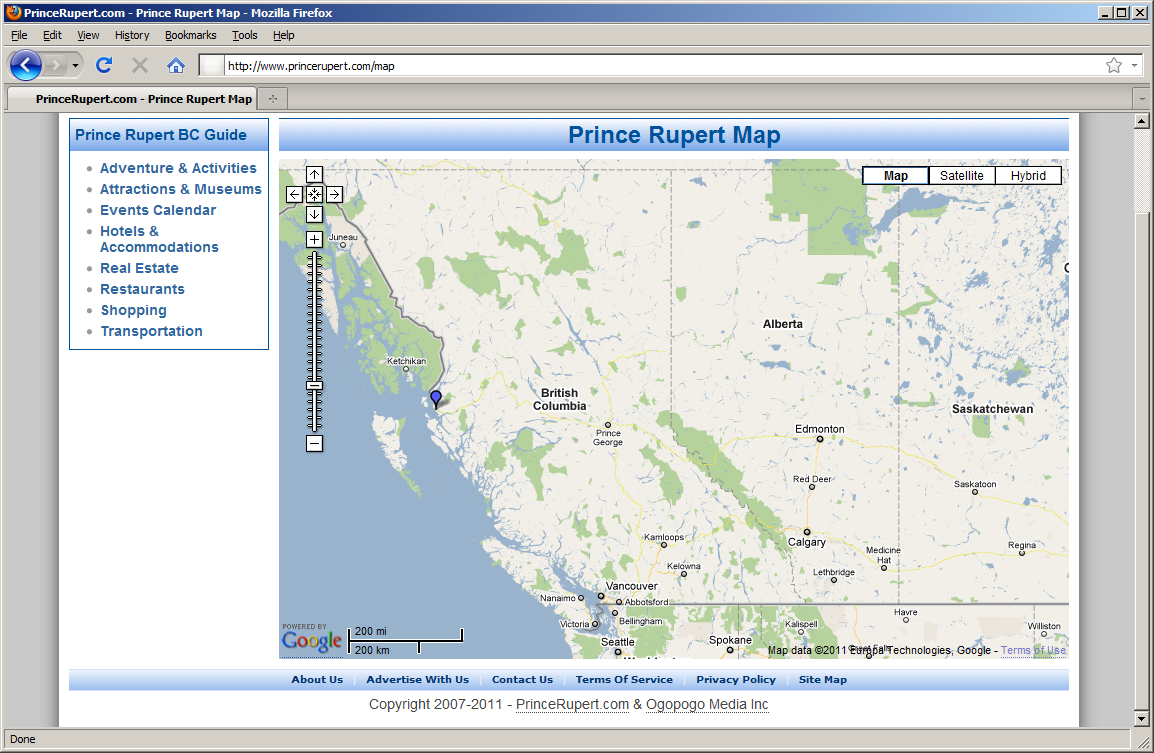 PrinceRupert.com - Prince Rupert Map - Mozilla Firefox
File Edit View History Bookmarks Tools Help
http://www.princerupert.com/map
PrinceRupert.com - Prince Rupert Map
Prince Rupert BC Guide
Adventure & Activities
Attractions & Museums
Events Calendar
Hotels &
Accommodations
Real Estate
Restaurants
Shopping
Transportation
Prince Rupert Map
Map Satellite Hybrid
Juneau
Alberta
Ketchikan
British
Columbia
Saskatchewan
Prince
George
Edmonton
Red Deer
Saskatoon
Kamloops
Calgary
Regina
Medicine
Hat
Kelowna
Lethbridge
Vancouver
Nanaimo
Abbotsford
Victoria
Bellingham
Havre
Kalispell
Williston
Seattle
Spokane
Great Falls
POWERED BY
Google
200 mi
200 km
Map data ©2011 Europa Technologies, Google - Terms of Use
About Us Advertise With Us Contact Us Terms Of Service Privacy Policy Site Map
Copyright 2007-2011 - PrinceRupert.com & Ogopogo Media Inc
Done